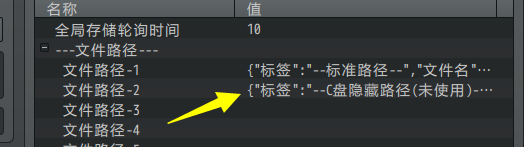 名称 值
全局存储轮询时间 10
---文件路径---
文件路径-1 {"标签":"--标准路径--","文件名"…
文件路径-2 {"标签":"--C盘隐藏路径(未使用)-…
文件路径-3
文件路径-4